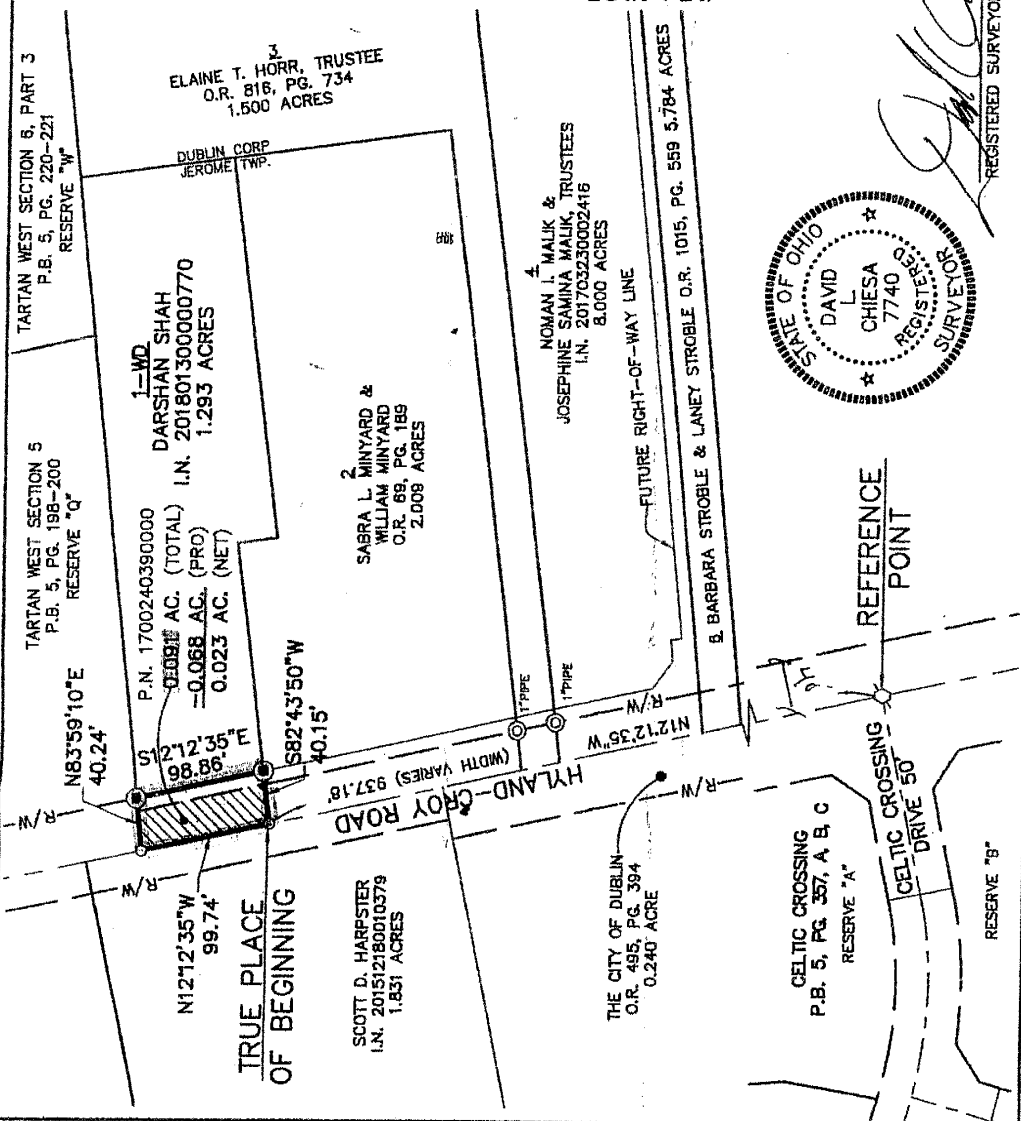 TARTAN WEST SECTION 6, PART 3
P.B. 5, PG. 220-221
RESERVE "W"
TARTAN WEST SECTION 5
P.B. 5, PG. 198-200
RESERVE "Q"
3
ELAINE T. HORR, TRUSTEE
O.R. 816, PG. 734
1.500 ACRES
DUBLIN CORP
JEROME TWP.
1-WD
DARSHAN SHAH
I.N. 201801300000770
1.293 ACRES
P.N. 1700240390000
0.091 AC. (TOTAL)
-0.068 AC. (PRO)
0.023 AC. (NET)
N83°59'10"E
40.24'
S12°12'35"E
98.86'
S82°43'50"W
40.15'
N12°12'35"W
99.74'
TRUE PLACE
OF BEGINNING
2
SABRA L. MINYARD &
WILLIAM MINYARD
O.R. 69, PG. 189
2.009 ACRES
4
NOMAN I. MALIK &
JOSEPHINE SAMINA MALIK, TRUSTEES
I.N. 201703230002416
8.000 ACRES
1"PIPE
1"PIPE
FUTURE RIGHT-OF-WAY LINE
BARBARA STROBLE & LANEY STROBLE O.R. 1015, PG. 559 5.784 ACRES
R/W
R/W
R/W
R/W
N12°12'35"W
(WIDTH VARIES) 937.18'
HYLAND-CROY ROAD
SCOTT D. HARPSTER
I.N. 201512180010379
1.831 ACRES
THE CITY OF DUBLIN
O.R. 495, PG. 394
0.240 ACRE
REFERENCE
POINT
CELTIC CROSSING
P.B. 5, PG. 357, A, B, C
RESERVE "A"
CELTIC CROSSING
DRIVE 50'
RESERVE "B"
STATE OF OHIO
DAVID
L.
CHIESA
7740
REGISTERED
SURVEYOR
REGISTERED SURVEYOR